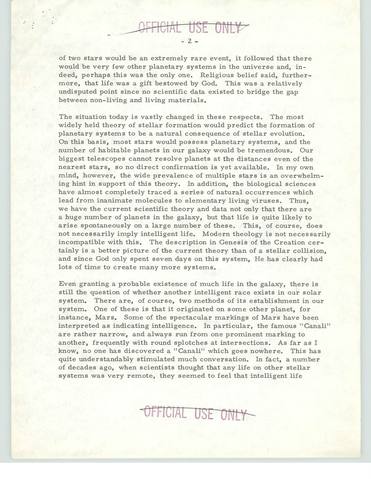 OFFICIAL USE ONLY
- 2 -
of two stars would be an extremely rare event, it followed that there
would be very few other planetary systems in the universe and, in-
deed, perhaps this was the only one. Religious belief said, further-
more, that life was a gift bestowed by God. This was a relatively
undisputed point since no scientific data existed to bridge the gap
between non-living and living materials.
The situation today is vastly changed in these respects. The most
widely held theory of stellar formation would predict the formation of
planetary systems to be a natural consequence of stellar evolution.
On this basis, most stars would possess planetary systems, and the
number of habitable planets in our galaxy would be tremendous. Our
biggest telescopes cannot resolve planets at the distances even of the
nearest stars, so no direct confirmation is yet available. In my own
mind, however, the wide prevalence of multiple stars is an overwhelm-
ing hint in support of this theory. In addition, the biological sciences
have almost completely traced a series of natural occurrences which
lead from inanimate molecules to elementary living viruses. Thus,
we have the current scientific theory and data not only that there are
a huge number of planets in the galaxy, but that life is quite likely to
arise spontaneously on a large number of these. This, of course, does
not necessarily imply intelligent life. Modern theology is not necessarily
incompatible with this. The description in Genesis of the Creation cer-
tainly is a better picture of the current theory than of a stellar collision,
and since God only spent seven days on this system, He has clearly had
lots of time to create many more systems.
Even granting a probable existence of much life in the galaxy, there is
still the question of whether another intelligent race exists in our solar
system. There are, of course, two methods of its establishment in our
system. One of these is that it originated on some other planet, for
instance, Mars. Some of the spectacular markings of Mars have been
interpreted as indicating intelligence. In particular, the famous "Canali"
are rather narrow, and always run from one prominent marking to
another, frequently with round splotches at intersections. As far as I
know, no one has discovered a "Canali" which goes nowhere. This has
quite understandably stimulated much conversation. In fact, a number
of decades ago, when scientists thought that any life on other stellar
systems was very remote, they seemed to feel that intelligent life
OFFICIAL USE ONLY